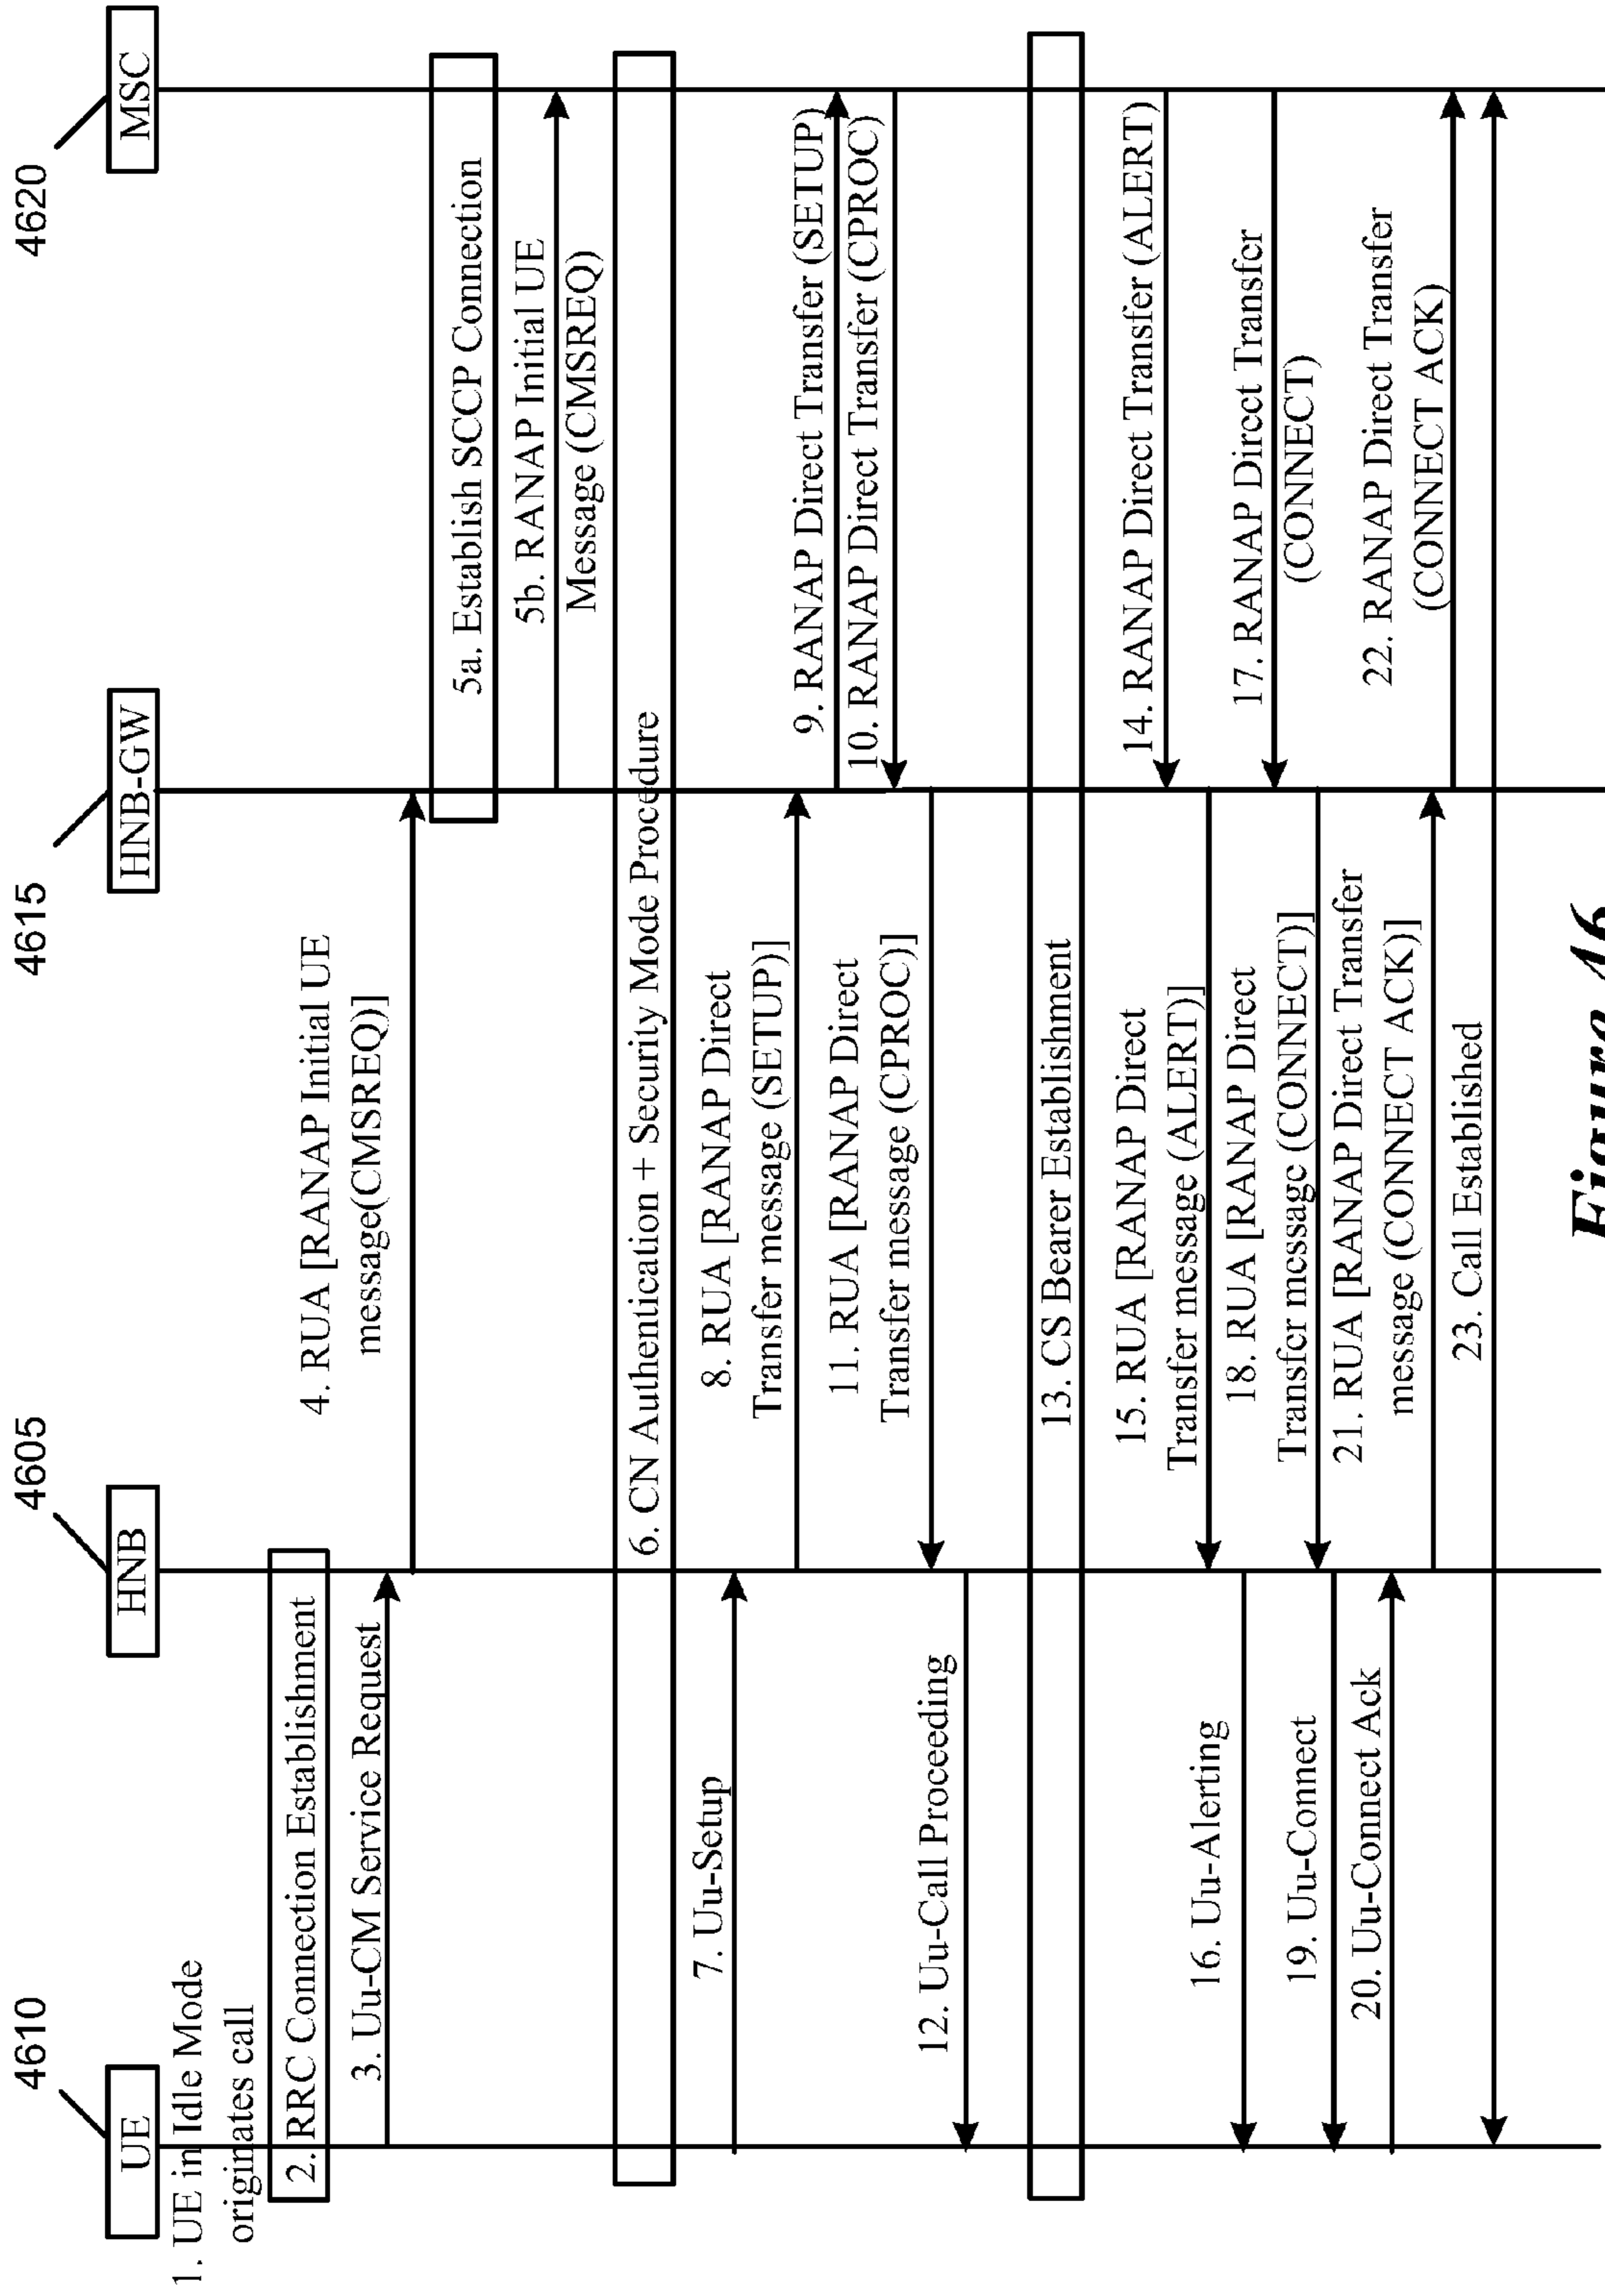 4610
4605
4615
4620
UE
HNB
HNB-GW
MSC
1. UE in Idle Mode
originates call
2. RRC Connection Establishment
3. Uu-CM Service Request
4. RUA [RANAP Initial UE
message(CMSREQ)]
5a. Establish SCCP Connection
5b. RANAP Initial UE
Message (CMSREQ)
6. CN Authentication + Security Mode Procedure
7. Uu-Setup
8. RUA [RANAP Direct
Transfer message (SETUP)]
9. RANAP Direct Transfer (SETUP)
10. RANAP Direct Transfer (CPROC)
11. RUA [RANAP Direct
Transfer message (CPROC)]
12. Uu-Call Proceeding
13. CS Bearer Establishment
14. RANAP Direct Transfer (ALERT)
15. RUA [RANAP Direct
Transfer message (ALERT)]
16. Uu-Alerting
17. RANAP Direct Transfer
(CONNECT)
18. RUA [RANAP Direct
Transfer message (CONNECT)]
19. Uu-Connect
20. Uu-Connect Ack
21. RUA [RANAP Direct Transfer
message (CONNECT ACK)]
22. RANAP Direct Transfer
(CONNECT ACK)
23. Call Established
Figure 46